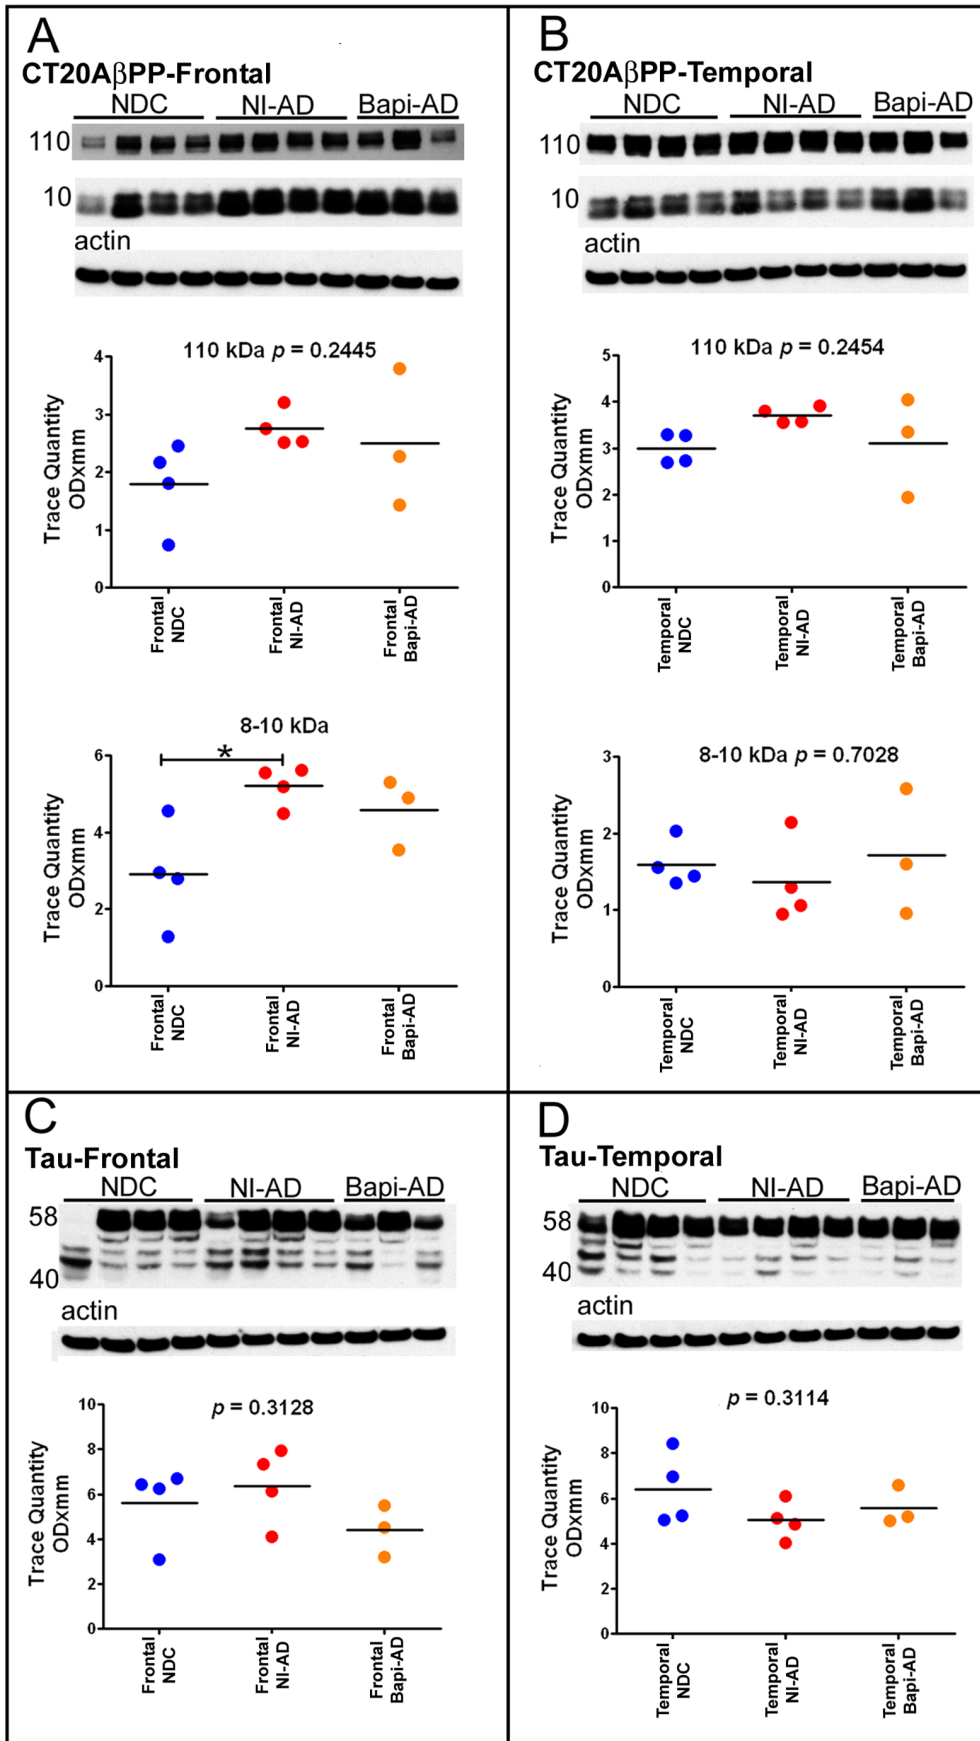 A
CT20AβPP-Frontal
NDC NI-AD Bapi-AD
110
10
actin
110 kDa p = 0.2445
4
3
2
1
0
Trace Quantity
ODxmm
Frontal
NDC
Frontal
NI-AD
Frontal
Bapi-AD
8-10 kDa
*
6
4
2
0
Trace Quantity
ODxmm
Frontal
NDC
Frontal
NI-AD
Frontal
Bapi-AD
B
CT20AβPP-Temporal
NDC NI-AD Bapi-AD
110
10
actin
110 kDa p = 0.2454
5
4
3
2
1
0
Trace Quantity
ODxmm
Temporal
NDC
Temporal
NI-AD
Temporal
Bapi-AD
8-10 kDa p = 0.7028
3
2
1
0
Trace Quantity
ODxmm
Temporal
NDC
Temporal
NI-AD
Temporal
Bapi-AD
C
Tau-Frontal
NDC NI-AD Bapi-AD
58
40
actin
p = 0.3128
10
8
6
4
2
0
Trace Quantity
ODxmm
Frontal
NDC
Frontal
NI-AD
Frontal
Bapi-AD
D
Tau-Temporal
NDC NI-AD Bapi-AD
58
40
actin
p = 0.3114
10
8
6
4
2
0
Trace Quantity
ODxmm
Temporal
NDC
Temporal
NI-AD
Temporal
Bapi-AD